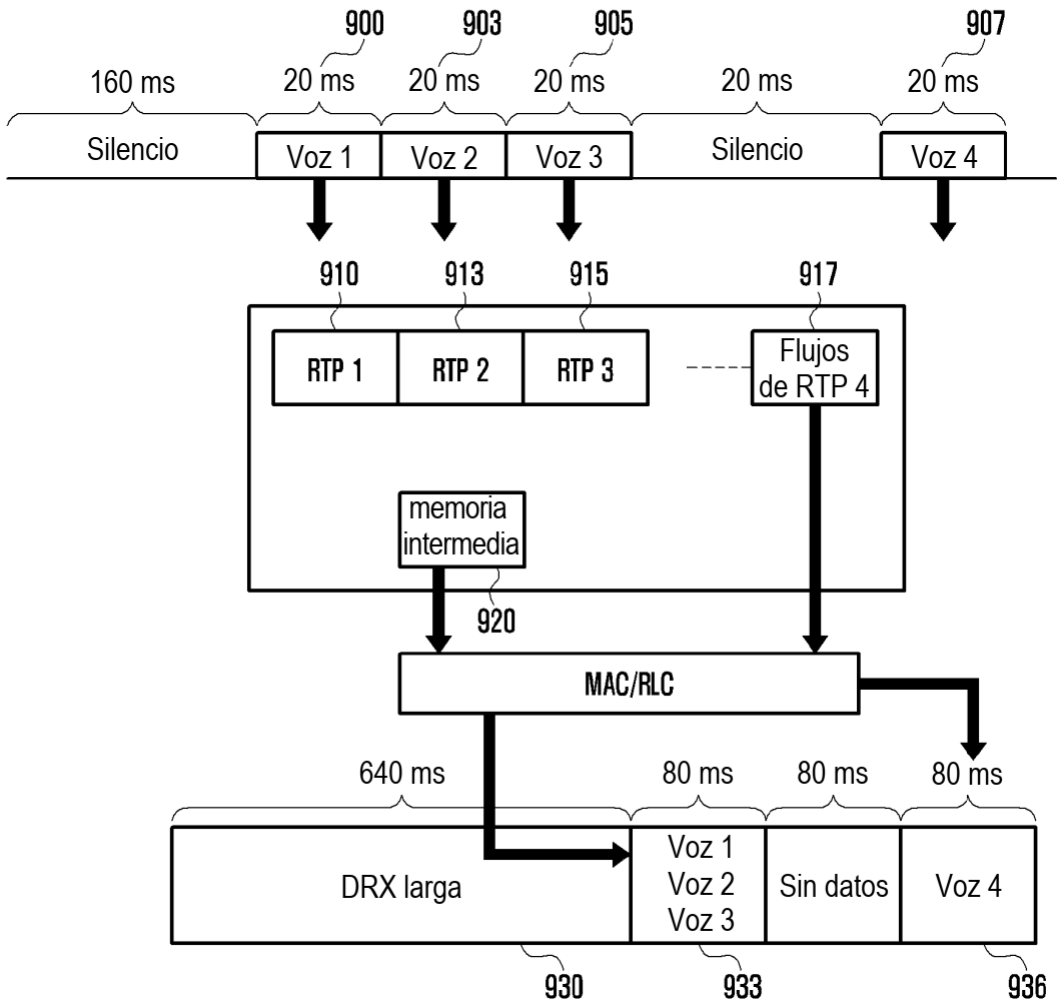 900 903 905 907
160 ms 20 ms 20 ms 20 ms 20 ms 20 ms
Silencio Voz 1 Voz 2 Voz 3 Silencio Voz 4
910 913 915 917
RTP 1 RTP 2 RTP 3 Flujos
de RTP 4
memoria
intermedia
920
MAC/RLC
640 ms 80 ms 80 ms 80 ms
DRX larga
Voz 1
Voz 2
Voz 3
Sin datos
Voz 4
930 933 936